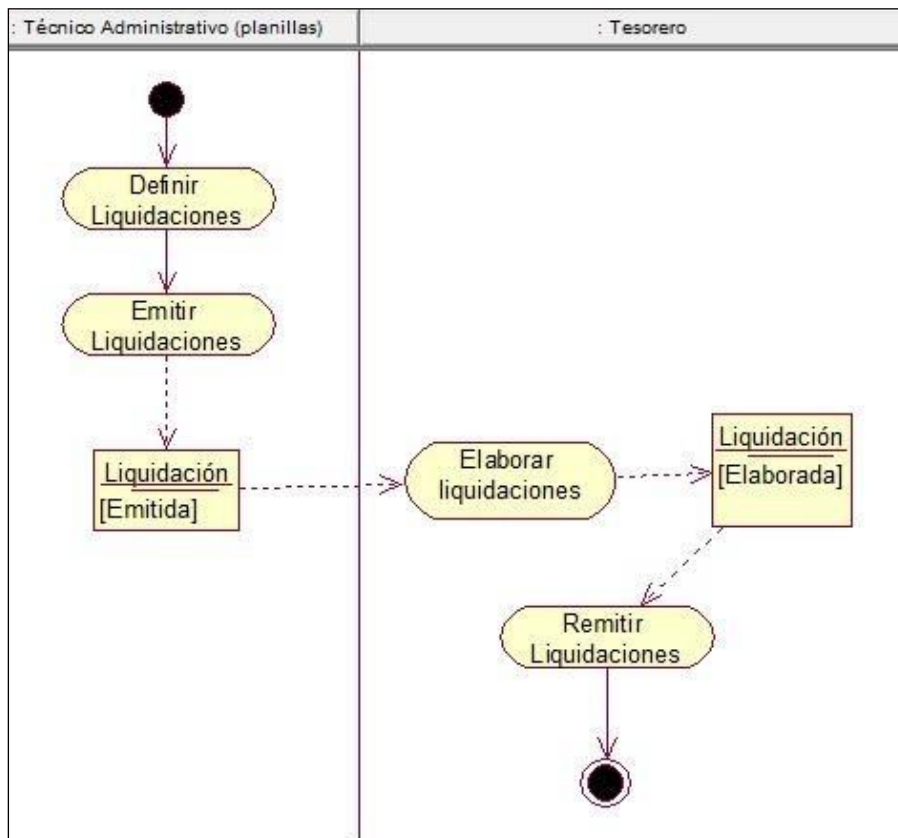 : Técnico Administrativo (planillas)
: Tesorero
Definir
Liquidaciones
Emitir
Liquidaciones
Liquidación
[Emitida]
Elaborar
liquidaciones
Liquidación
[Elaborada]
Remitir
Liquidaciones